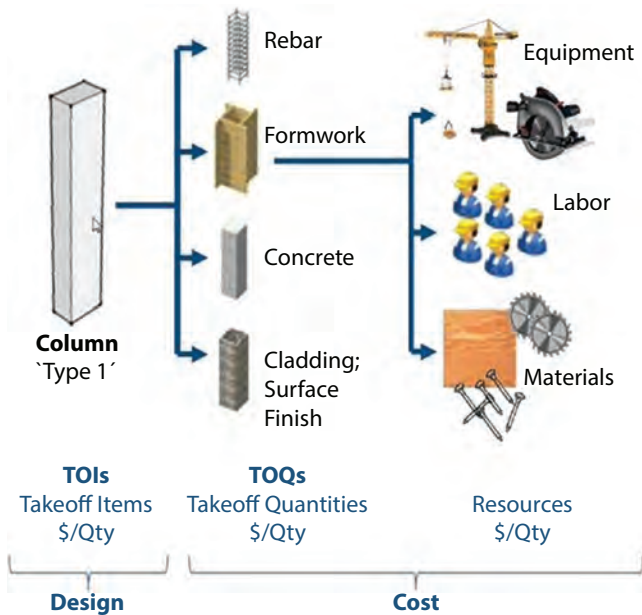 Rebar
Equipment
Formwork
Labor
Concrete
Column
`Type 1´
Cladding;
Surface
Finish
Materials
TOIs
Takeoff Items
$/Qty
TOQs
Takeoff Quantities
$/Qty
Resources
$/Qty
Design
Cost